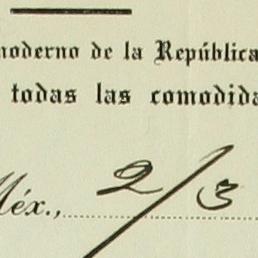 moderno de la República
todas las comodida
Méx., 2/3